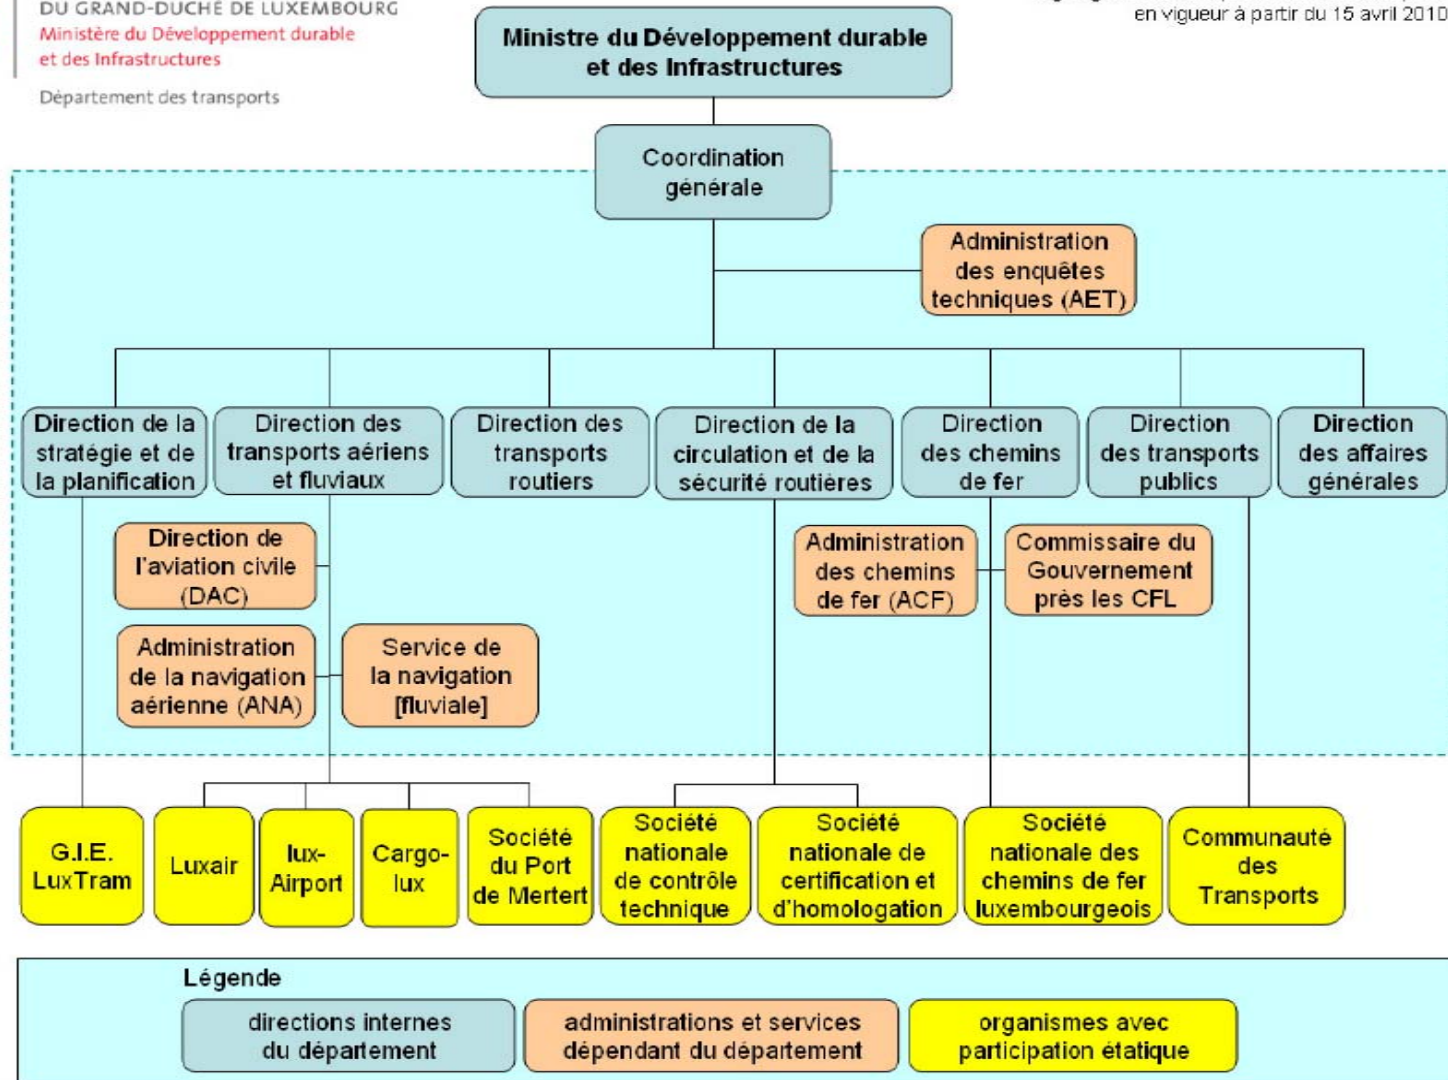 DU GRAND-DUCHÉ DE LUXEMBOURG
Ministère du Développement durable
et des Infrastructures
Département des transports
en vigueur à partir du 15 avril 2010
Ministre du Développement durable
et des Infrastructures
Coordination
générale
Administration
des enquêtes
techniques (AET)
Direction de la
stratégie et de
la planification
Direction des
transports aériens
et fluviaux
Direction des
transports
routiers
Direction de la
circulation et de la
sécurité routières
Direction
des chemins
de fer
Direction
des transports
publics
Direction
des affaires
générales
Direction de
l'aviation civile
(DAC)
Administration
des chemins
de fer (ACF)
Commissaire du
Gouvernement
près les CFL
Administration
de la navigation
aérienne (ANA)
Service de
la navigation
[fluviale]
G.I.E.
LuxTram
Luxair
lux-
Airport
Cargo-
lux
Société
du Port
de Mertert
Société
nationale
de contrôle
technique
Société
nationale de
certification et
d'homologation
Société
nationale des
chemins de fer
luxembourgeois
Communauté
des
Transports
Légende
directions internes
du département
administrations et services
dépendant du département
organismes avec
participation étatique